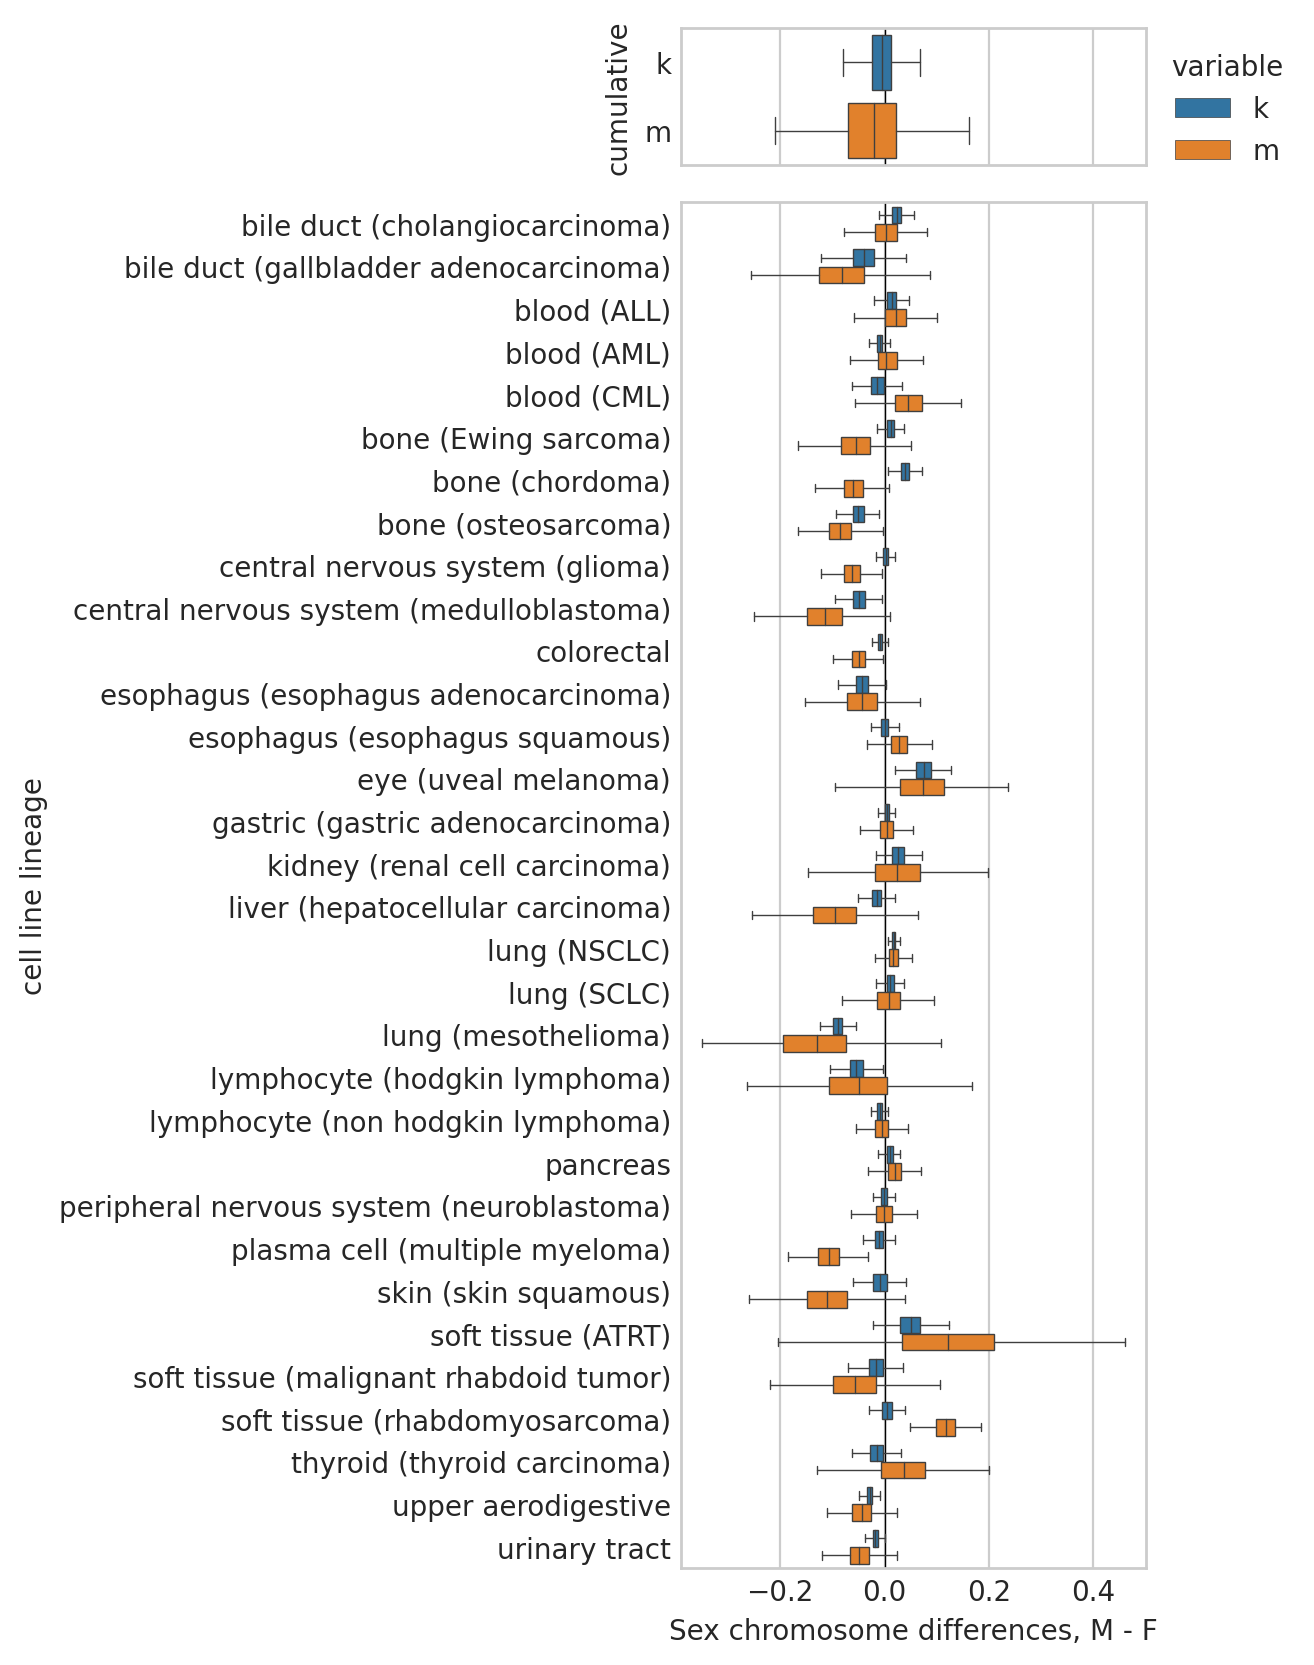 cumulative
k
m
variable
k
m
cell line lineage
bile duct (cholangiocarcinoma)
bile duct (gallbladder adenocarcinoma)
blood (ALL)
blood (AML)
blood (CML)
bone (Ewing sarcoma)
bone (chordoma)
bone (osteosarcoma)
central nervous system (glioma)
central nervous system (medulloblastoma)
colorectal
esophagus (esophagus adenocarcinoma)
esophagus (esophagus squamous)
eye (uveal melanoma)
gastric (gastric adenocarcinoma)
kidney (renal cell carcinoma)
liver (hepatocellular carcinoma)
lung (NSCLC)
lung (SCLC)
lung (mesothelioma)
lymphocyte (hodgkin lymphoma)
lymphocyte (non hodgkin lymphoma)
pancreas
peripheral nervous system (neuroblastoma)
plasma cell (multiple myeloma)
skin (skin squamous)
soft tissue (ATRT)
soft tissue (malignant rhabdoid tumor)
soft tissue (rhabdomyosarcoma)
thyroid (thyroid carcinoma)
upper aerodigestive
urinary tract
−0.2 0.0 0.2 0.4
Sex chromosome differences, M - F